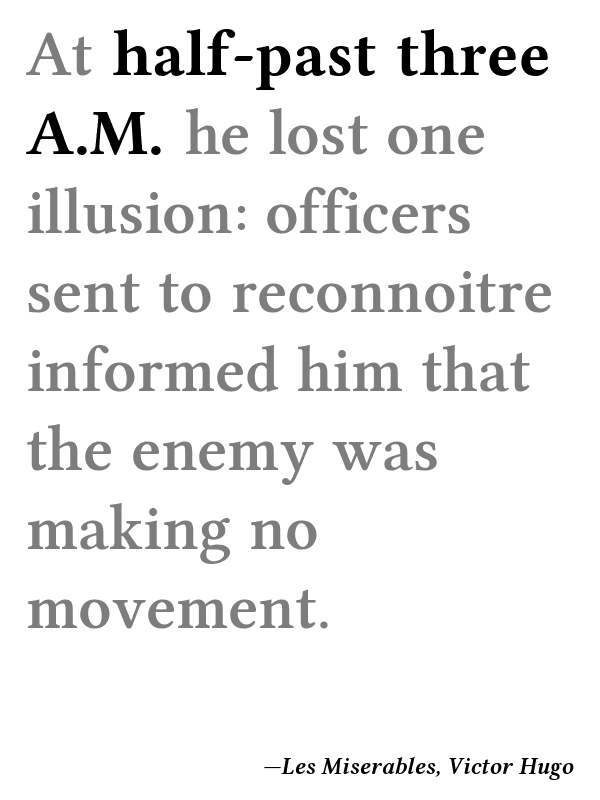 At half-past three
A.M. he lost one
illusion: officers
sent to reconnoitre
informed him that
the enemy was
making no
movement.
—Les Miserables, Victor Hugo